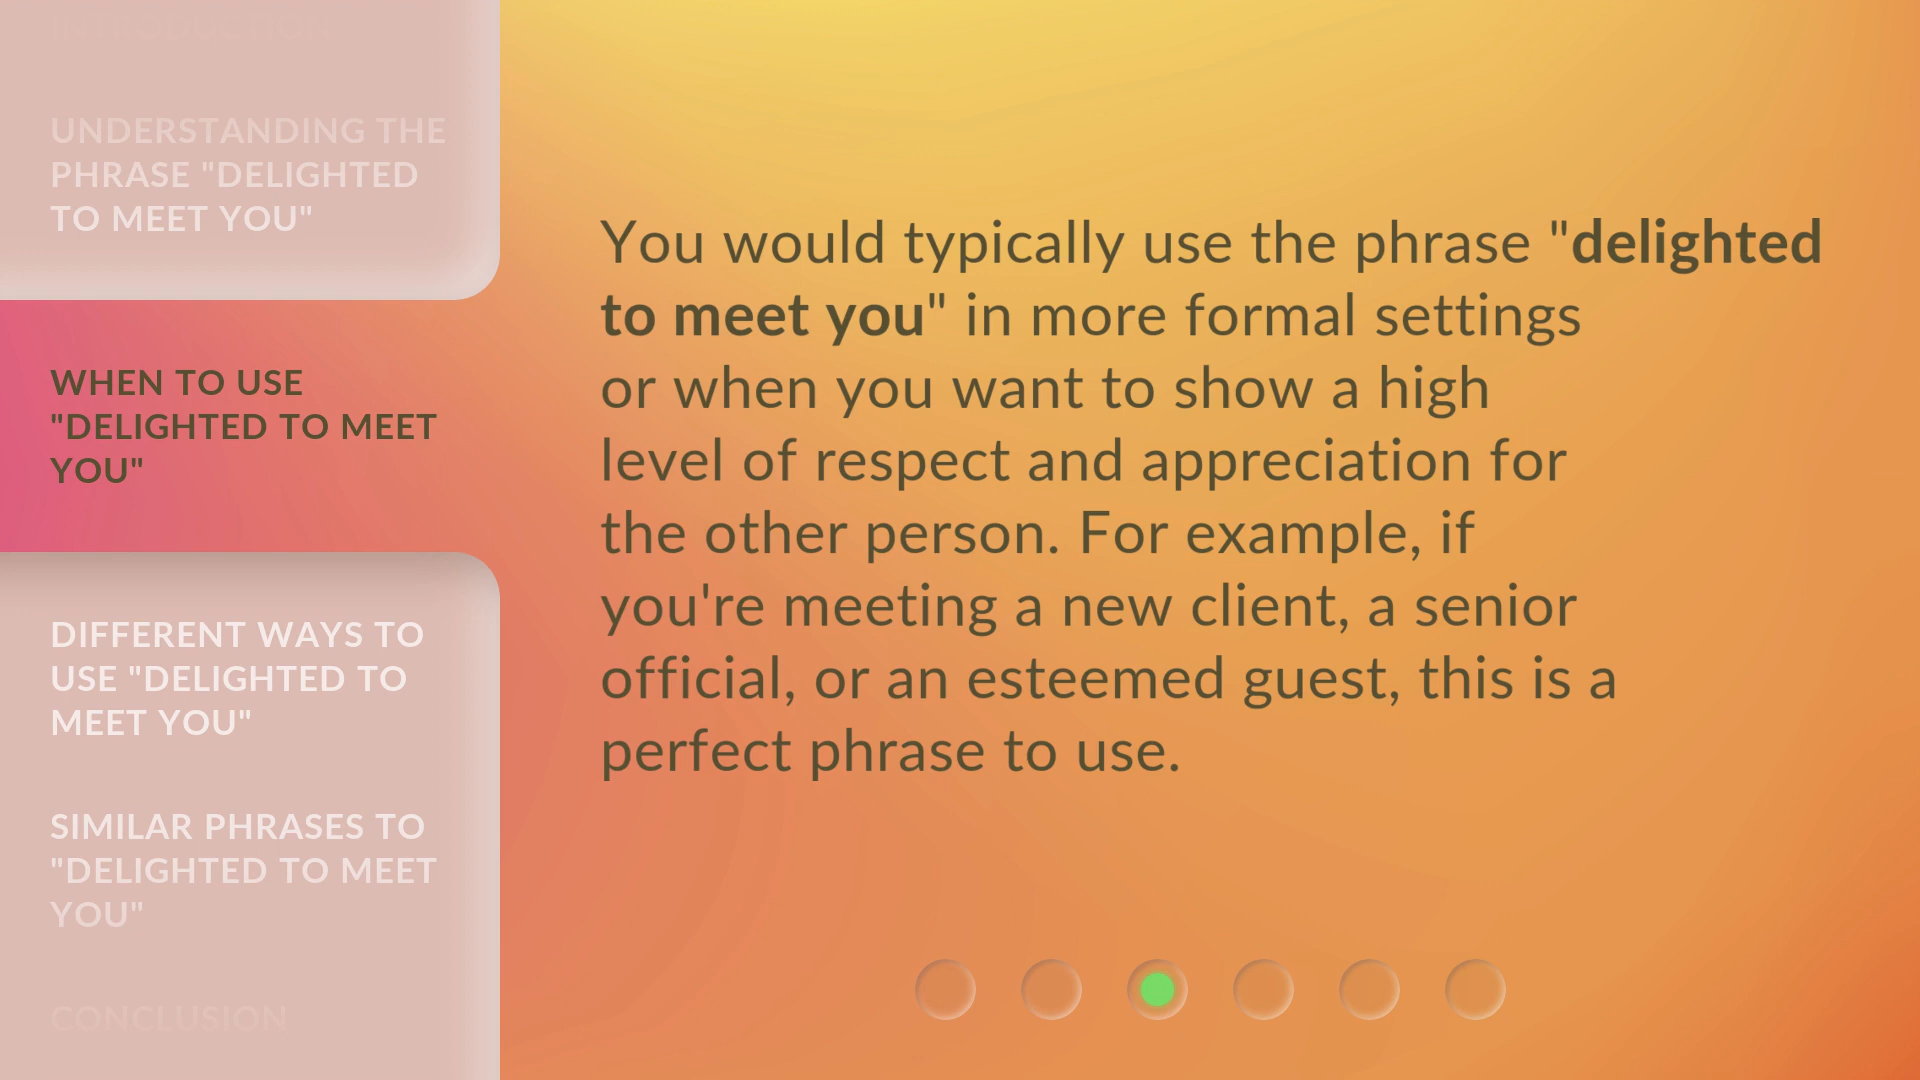 INTRODUCTION
UNDERSTANDING THE
PHRASE "DELIGHTED
TO MEET YOU"
WHEN TO USE
"DELIGHTED TO MEET
YOU"
DIFFERENT WAYS TO
USE "DELIGHTED TO
MEET YOU"
SIMILAR PHRASES TO
"DELIGHTED TO MEET
YOU"
CONCLUSION
You would typically use the phrase "delighted
to meet you" in more formal settings
or when you want to show a high
level of respect and appreciation for
the other person. For example, if
you're meeting a new client, a senior
official, or an esteemed guest, this is a
perfect phrase to use.